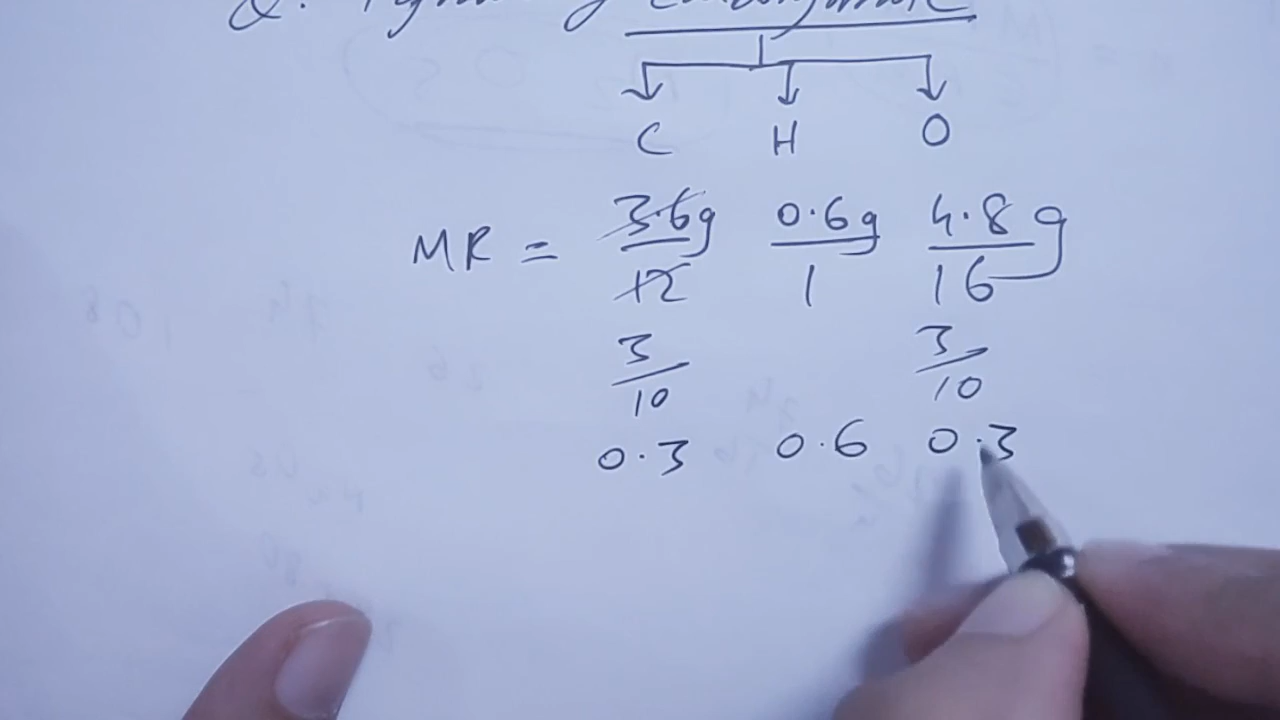 Q.
C H O
MR = 3.6g/12 0.6g/1 4.8g/16
3/10 3/10
0.3 0.6 0.3